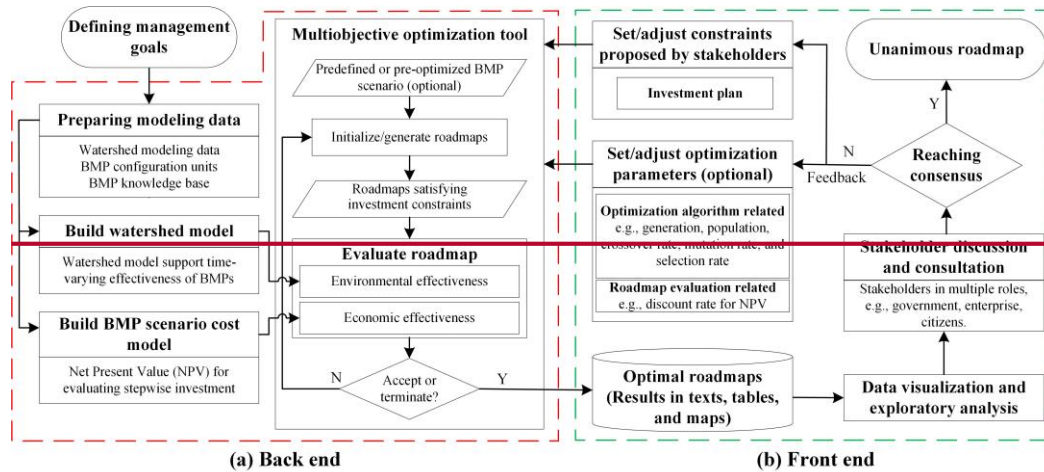 Defining management
goals
Preparing modeling data
Watershed modeling data
BMP configuration units
BMP knowledge base
Build watershed model
Watershed model support time-
varying effectiveness of BMPs
Build BMP scenario cost
model
Net Present Value (NPV) for
evaluating stepwise investment
Multiobjective optimization tool
Predefined or pre-optimized BMP
scenario (optional)
Initialize/generate roadmaps
Roadmaps satisfying
investment constraints
Evaluate roadmap
Environmental effectiveness
Economic effectiveness
Accept or
terminate?
N
Y
(a) Back end
Set/adjust constraints
proposed by stakeholders
Investment plan
Set/adjust optimization
parameters (optional)
Optimization algorithm related
e.g., generation, population,
crossover rate, mutation rate, and
selection rate
Roadmap evaluation related
e.g., discount rate for NPV
Optimal roadmaps
(Results in texts, tables,
and maps)
Unanimous roadmap
Y
Reaching
consensus
N
Feedback
Stakeholder discussion
and consultation
Stakeholders in multiple roles,
e.g., government, enterprise,
citizens.
Data visualization and
exploratory analysis
(b) Front end